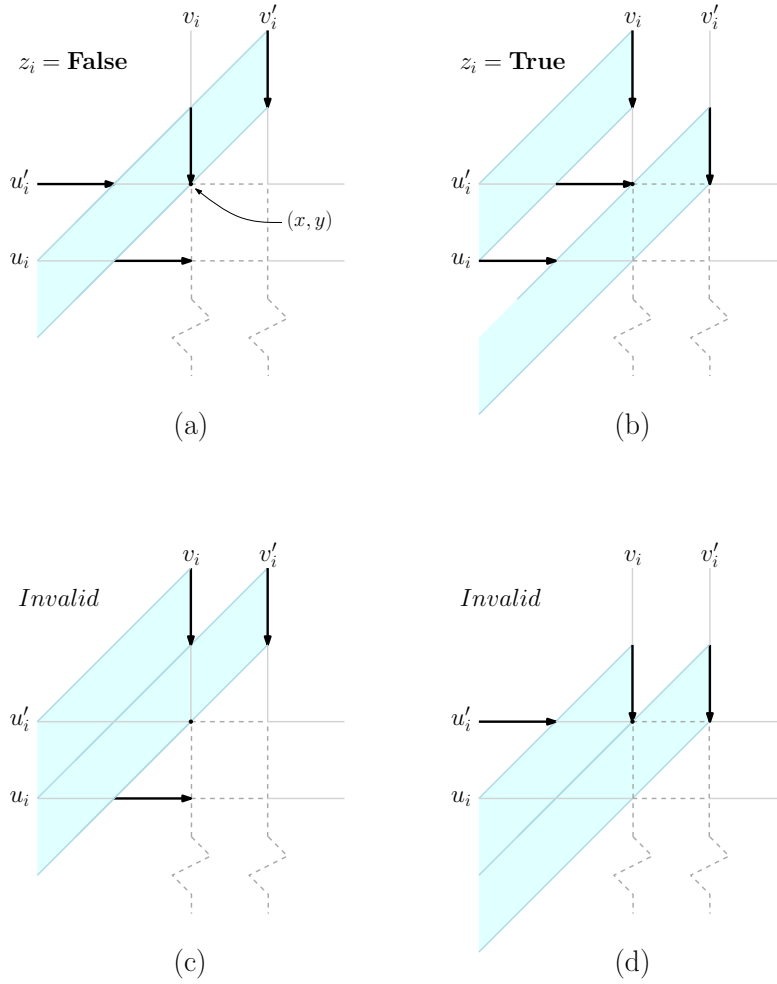 v_i v′_i
z_i = False
u′_i
(x, y)
u_i
(a)
v_i v′_i
z_i = True
u′_i
u_i
(b)
v_i v′_i
Invalid
u′_i
u_i
(c)
v_i v′_i
Invalid
u′_i
u_i
(d)